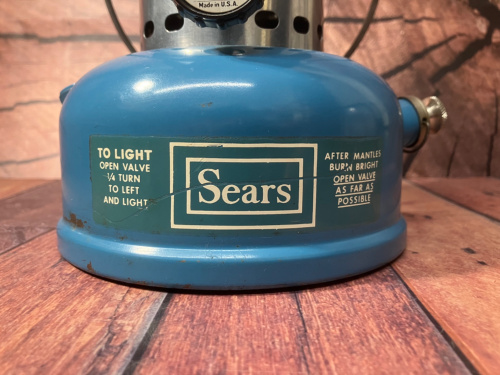 Made in U.S.A.
TO LIGHT
OPEN VALVE
1/4 TURN
TO LEFT
AND LIGHT
Sears
AFTER MANTLES
BURN BRIGHT
OPEN VALVE
AS FAR AS
POSSIBLE